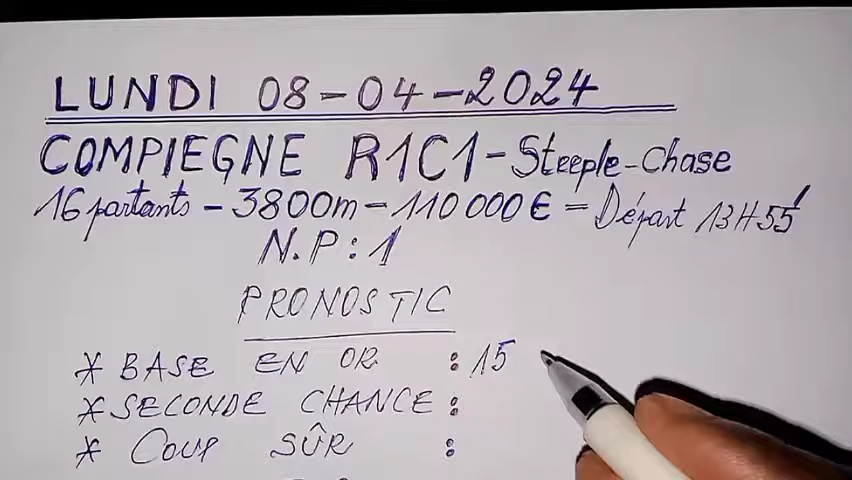 LUNDI 08-04-2024
COMPIEGNE R1C1-Steeple-Chase
16 partants - 3800m - 110 000€ = Départ 13H55'
N.P: 1
PRONOSTIC
* BASE EN OR : 15
* SECONDE CHANCE :
* COUP SÛR :